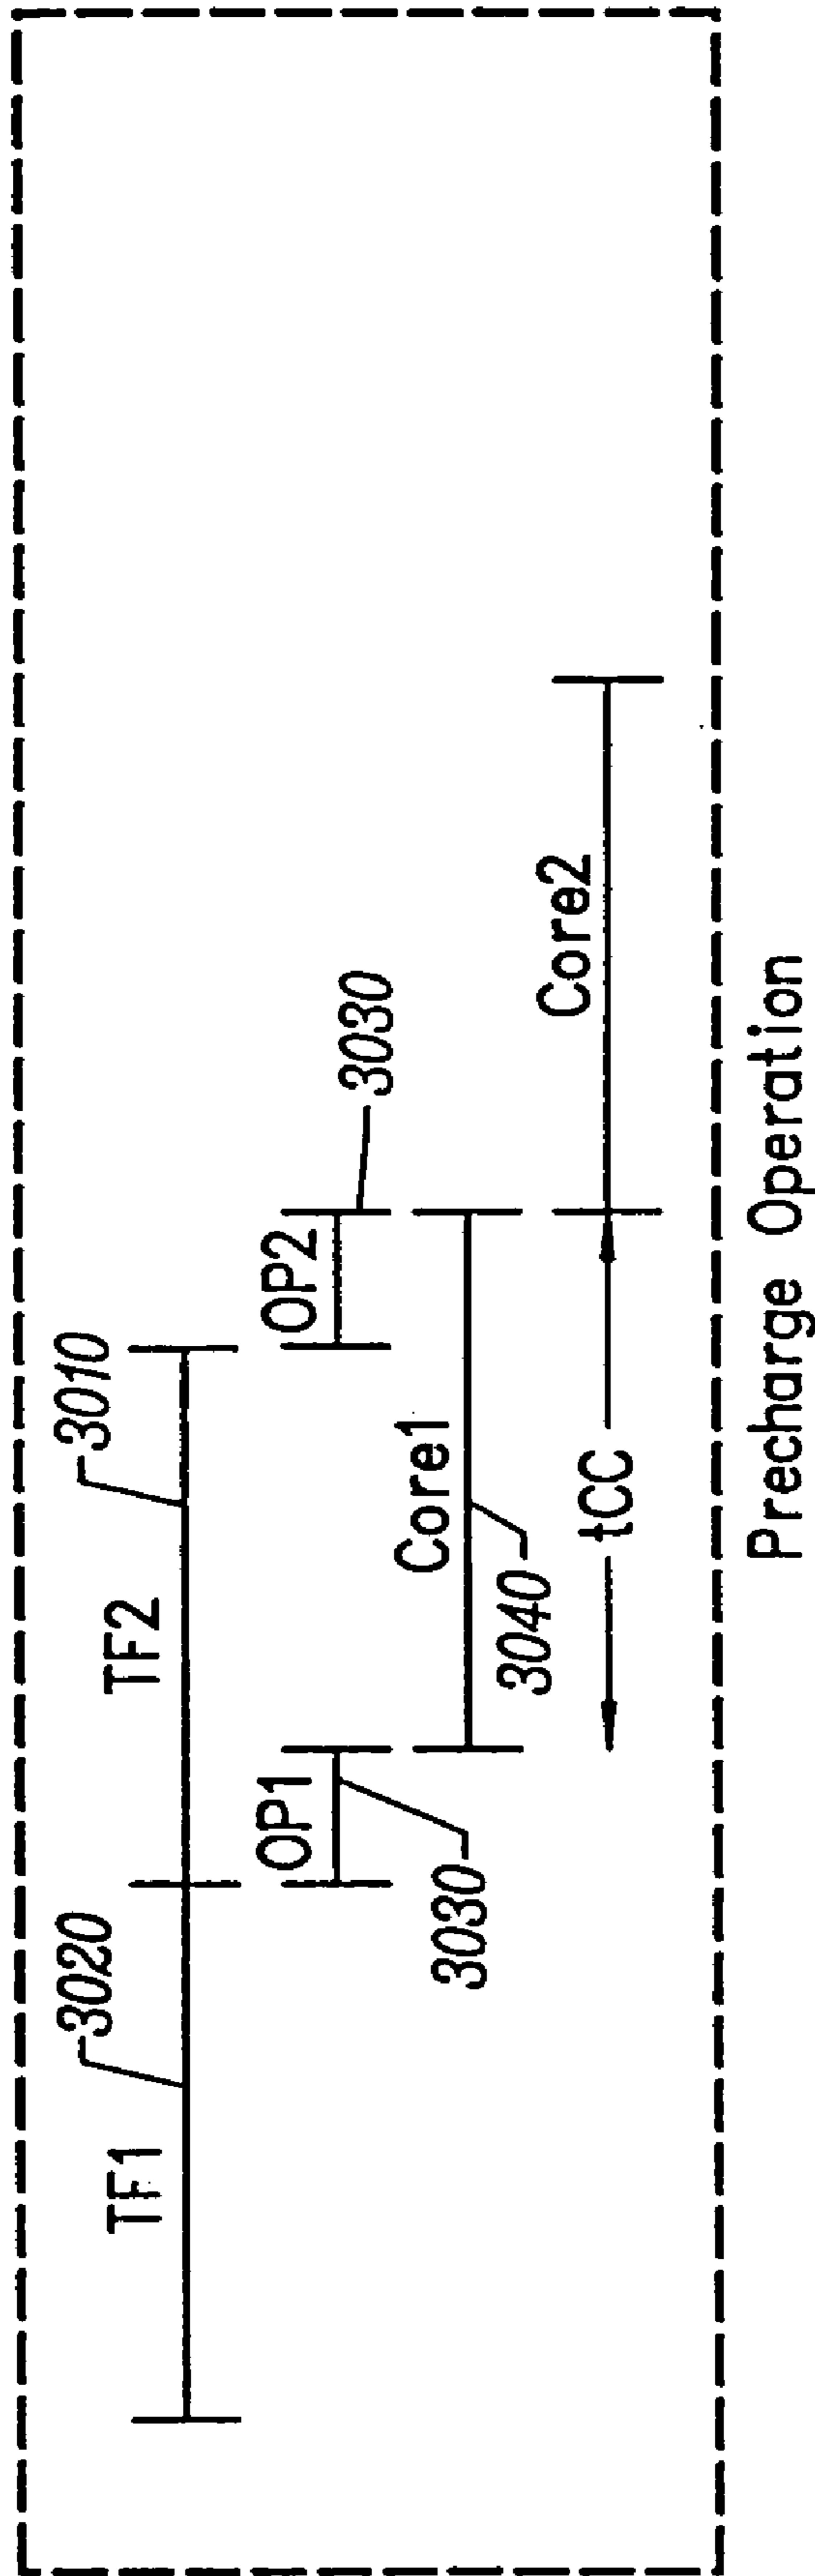 TF1
3020
TF2
3010
OP1
3030
OP2
3030
Core1
3040
tCC
Core2
Precharge Operation